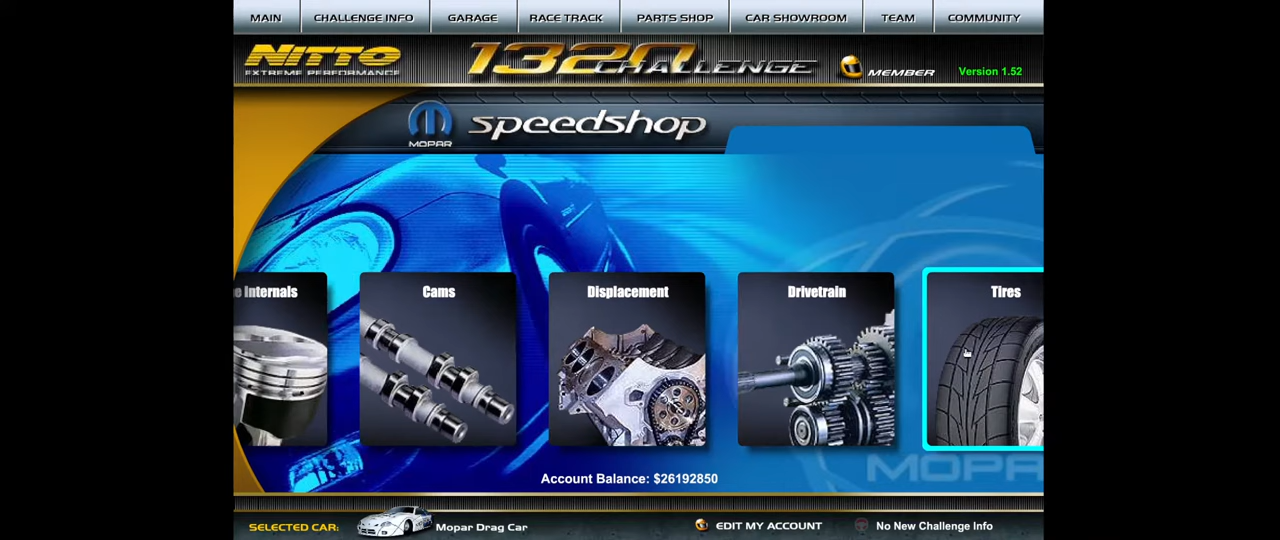 MAIN
CHALLENGE INFO
GARAGE
RACE TRACK
PARTS SHOP
CAR SHOWROOM
TEAM
COMMUNITY
NITTO
EXTREME PERFORMANCE
1320 CHALLENGE
MEMBER
Version 1.52
MOPAR
speedshop
e Internals
Cams
Displacement
Drivetrain
Tires
MOPA
Account Balance: $26192850
SELECTED CAR:
Mopar Drag Car
EDIT MY ACCOUNT
No New Challenge Info